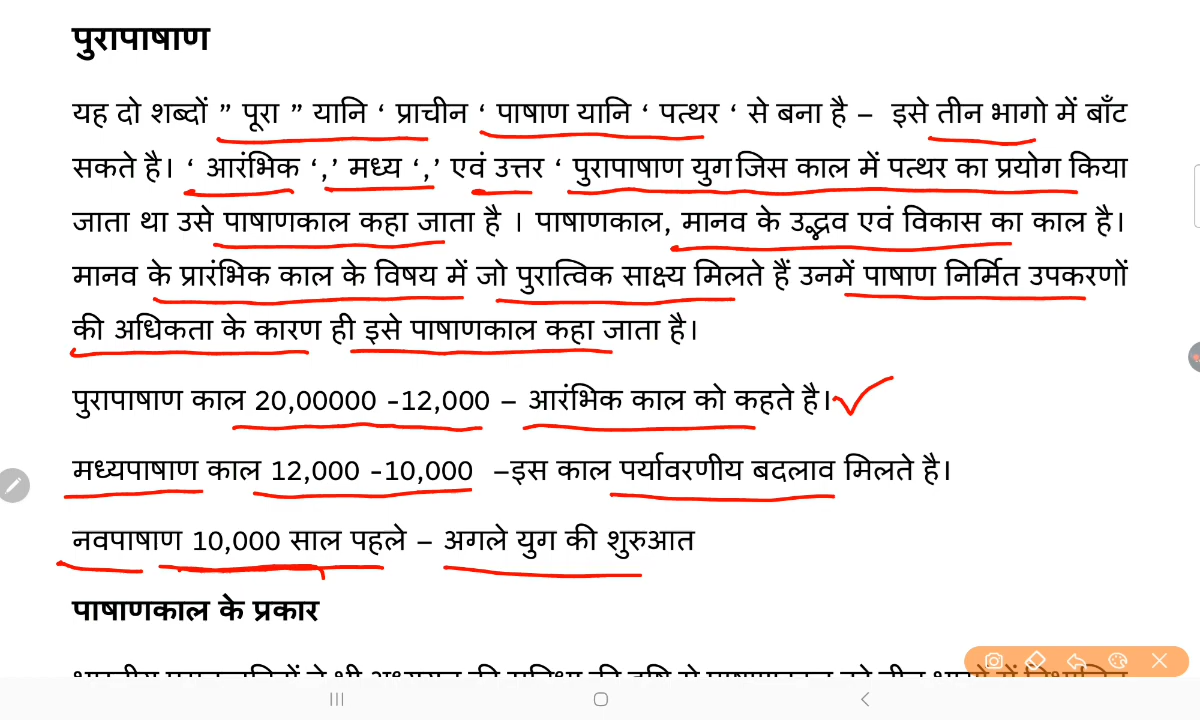 पुरापाषाण
यह दो शब्दों ” पूरा ” यानि ‘ प्राचीन ‘ पाषाण यानि ‘ पत्थर ‘ से बना है – इसे तीन भागो में बाँट
सकते है। ‘ आरंभिक ‘,’ मध्य ‘,’ एवं उत्तर ‘ पुरापाषाण युग जिस काल में पत्थर का प्रयोग किया
जाता था उसे पाषाणकाल कहा जाता है । पाषाणकाल, मानव के उद्भव एवं विकास का काल है।
मानव के प्रारंभिक काल के विषय में जो पुरात्विक साक्ष्य मिलते हैं उनमें पाषाण निर्मित उपकरणों
की अधिकता के कारण ही इसे पाषाणकाल कहा जाता है।
पुरापाषाण काल 20,00000 -12,000 – आरंभिक काल को कहते है।
मध्यपाषाण काल 12,000 -10,000 –इस काल पर्यावरणीय बदलाव मिलते है।
नवपाषाण 10,000 साल पहले – अगले युग की शुरुआत
पाषाणकाल के प्रकार